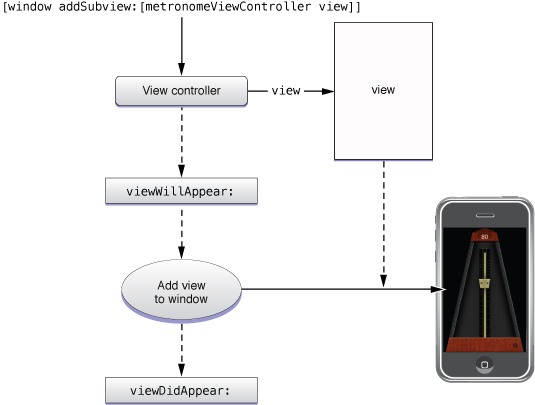 [window addSubview:[metronomeViewController view]]
View controller
view
view
viewWillAppear:
80
Add view
to window
viewDidAppear: